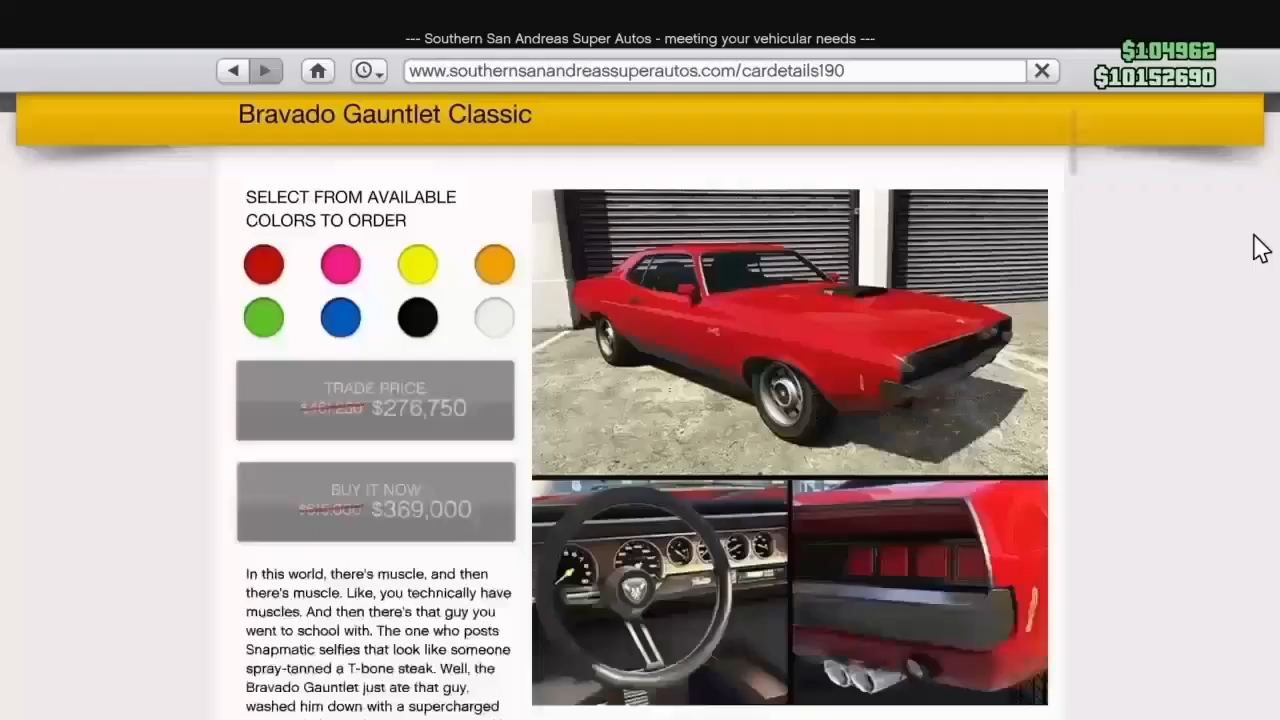 --- Southern San Andreas Super Autos - meeting your vehicular needs ---
$104962
www.southernsanandreassuperautos.com/cardetails190
$10152690
Bravado Gauntlet Classic
SELECT FROM AVAILABLE
COLORS TO ORDER
TRADE PRICE
$461,250 $276,750
BUY IT NOW
$615,000 $369,000
In this world, there's muscle, and then
there's muscle. Like, you technically have
muscles. And then there's that guy you
went to school with. The one who posts
Snapmatic selfies that look like someone
spray-tanned a T-bone steak. Well, the
Bravado Gauntlet just ate that guy,
washed him down with a supercharged